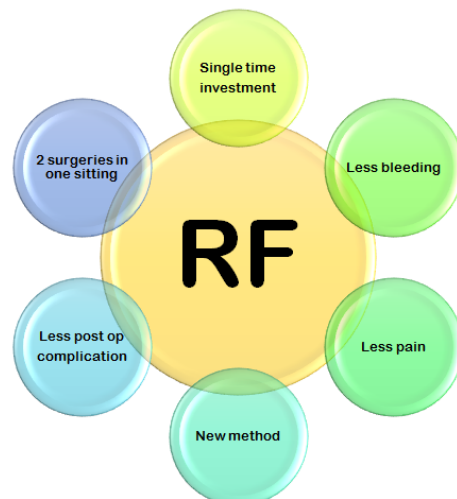 Single time
investment
2 surgeries in
one sitting
Less bleeding
RF
Less post op
complication
Less pain
New method